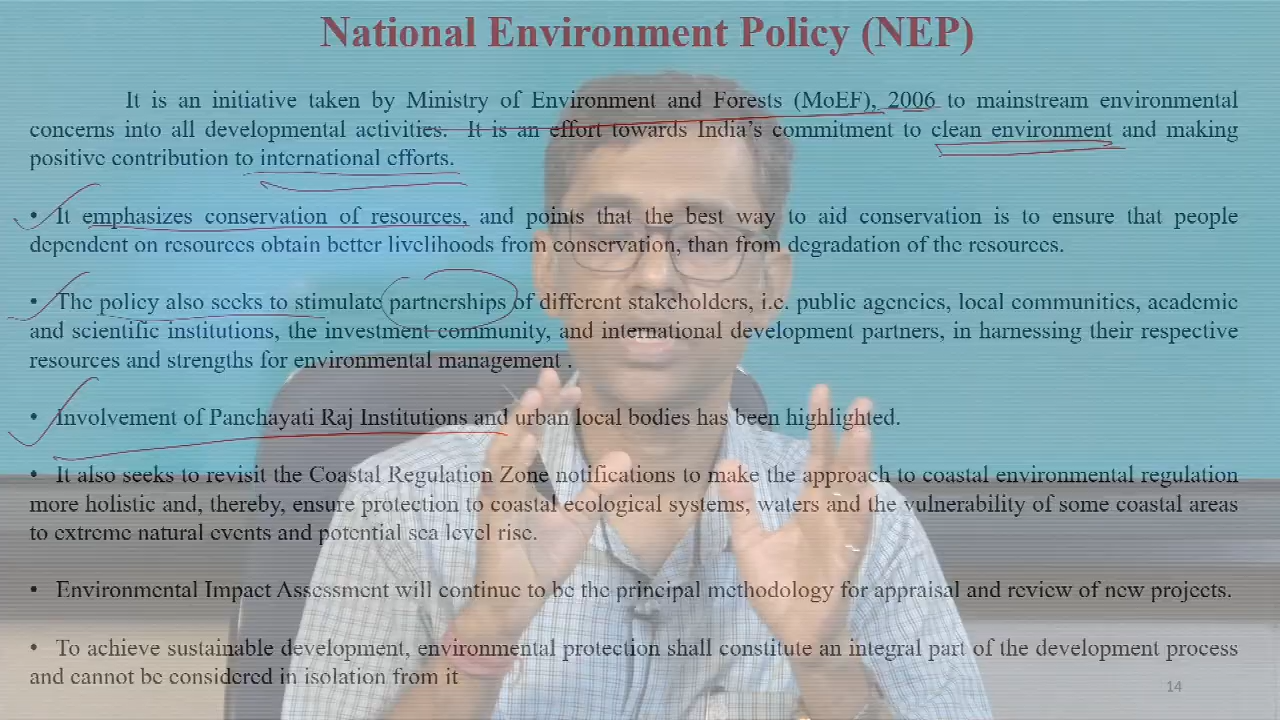 National Environment Policy (NEP)
It is an initiative taken by Ministry of Environment and Forests (MoEF), 2006 to mainstream environmental
concerns into all developmental activities. It is an effort towards India's commitment to clean environment and making
positive contribution to international efforts.
• It emphasizes conservation of resources, and points that the best way to aid conservation is to ensure that people
dependent on resources obtain better livelihoods from conservation, than from degradation of the resources.
• The policy also seeks to stimulate partnerships of different stakeholders, i.e. public agencies, local communities, academic
and scientific institutions, the investment community, and international development partners, in harnessing their respective
resources and strengths for environmental management .
• Involvement of Panchayati Raj Institutions and urban local bodies has been highlighted.
• It also seeks to revisit the Coastal Regulation Zone notifications to make the approach to coastal environmental regulation
more holistic and, thereby, ensure protection to coastal ecological systems, waters and the vulnerability of some coastal areas
to extreme natural events and potential sea level rise.
• Environmental Impact Assessment will continue to be the principal methodology for appraisal and review of new projects.
• To achieve sustainable development, environmental protection shall constitute an integral part of the development process
and cannot be considered in isolation from it
14